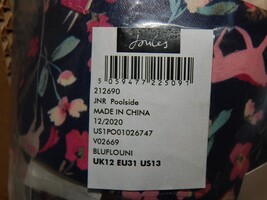 Joules
5 059477 225091
212690
JNR Poolside
MADE IN CHINA
12/2020
US1PO01026747
V02669
BLUFLOUNI
UK12 EU31 US13